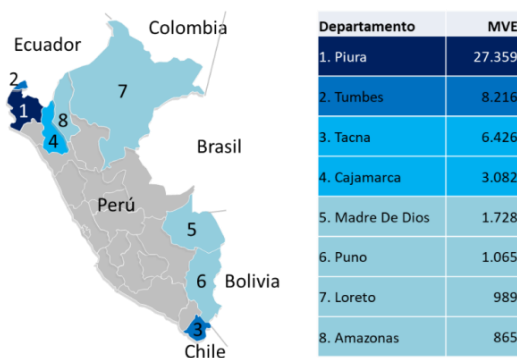 Ecuador
Colombia
2
1
7
8
4
Brasil
Perú
5
6
Bolivia
3
Chile
Departamento MVE
1. Piura 27.359
2. Tumbes 8.216
3. Tacna 6.426
4. Cajamarca 3.082
5. Madre De Dios 1.728
6. Puno 1.065
7. Loreto 989
8. Amazonas 865